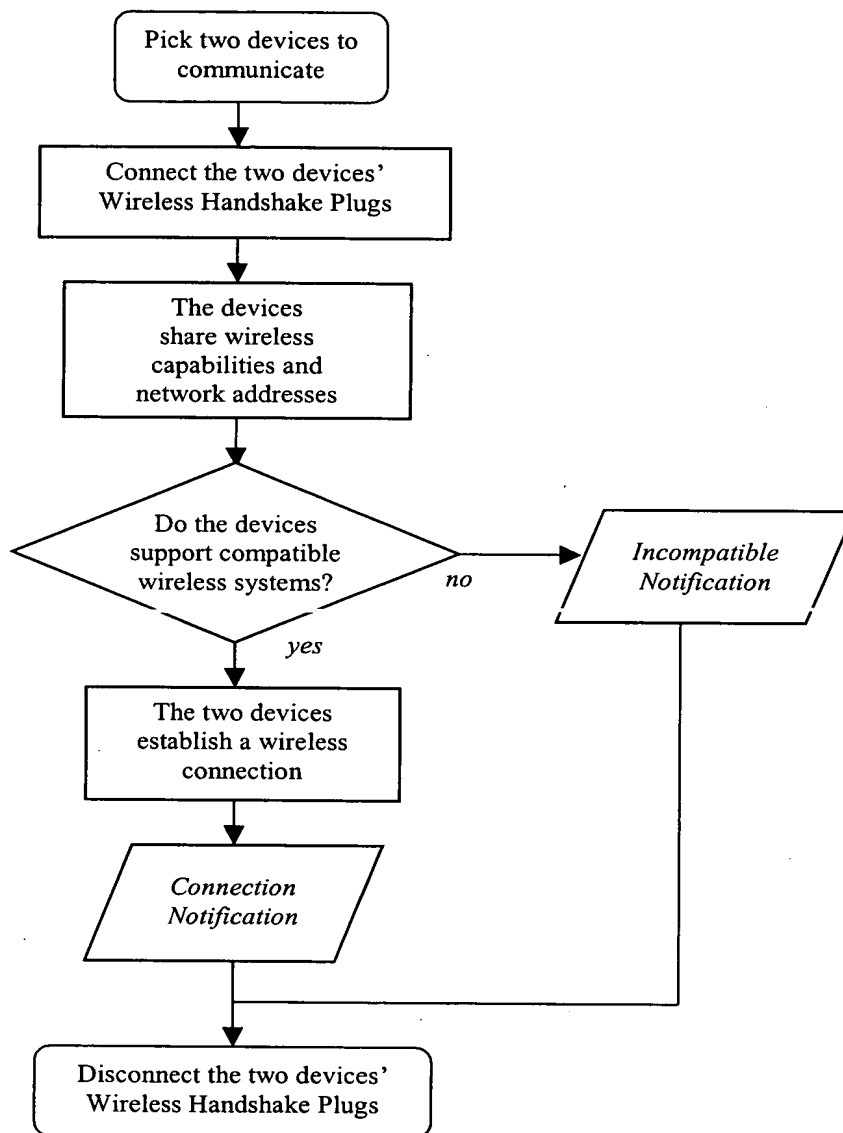 Pick two devices to
communicate
Connect the two devices’
Wireless Handshake Plugs
The devices
share wireless
capabilities and
network addresses
Do the devices
support compatible
wireless systems?
no
Incompatible
Notification
yes
The two devices
establish a wireless
connection
Connection
Notification
Disconnect the two devices’
Wireless Handshake Plugs